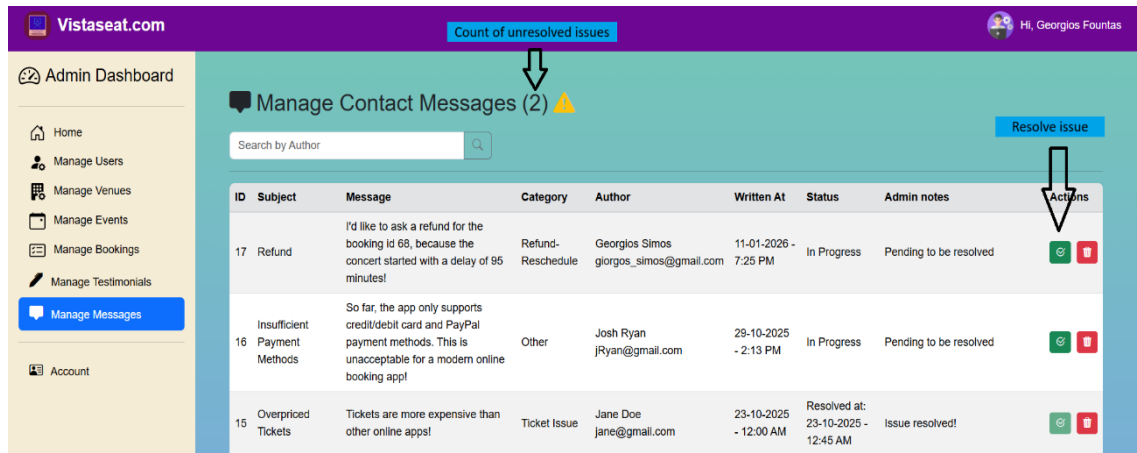 Vistaseat.com
Count of unresolved issues
Hi, Georgios Fountas
Admin Dashboard
Home
Manage Users
Manage Venues
Manage Events
Manage Bookings
Manage Testimonials
Manage Messages
Account
Manage Contact Messages (2)
Resolve issue
Search by Author
ID Subject Message Category Author Written At Status Admin notes Actions
17 Refund
I'd like to ask a refund for the
booking id 68, because the
concert started with a delay of 95
minutes!
Refund-
Reschedule
Georgios Simos
giorgos_simos@gmail.com
11-01-2026 -
7:25 PM
In Progress
Pending to be resolved
16
Insufficient
Payment
Methods
So far, the app only supports
credit/debit card and PayPal
payment methods. This is
unacceptable for a modern online
booking app!
Other
Josh Ryan
jRyan@gmail.com
29-10-2025
- 2:13 PM
In Progress
Pending to be resolved
15
Overpriced
Tickets
Tickets are more expensive than
other online apps!
Ticket Issue
Jane Doe
jane@gmail.com
23-10-2025
- 12:00 AM
Resolved at:
23-10-2025 -
12:45 AM
Issue resolved!